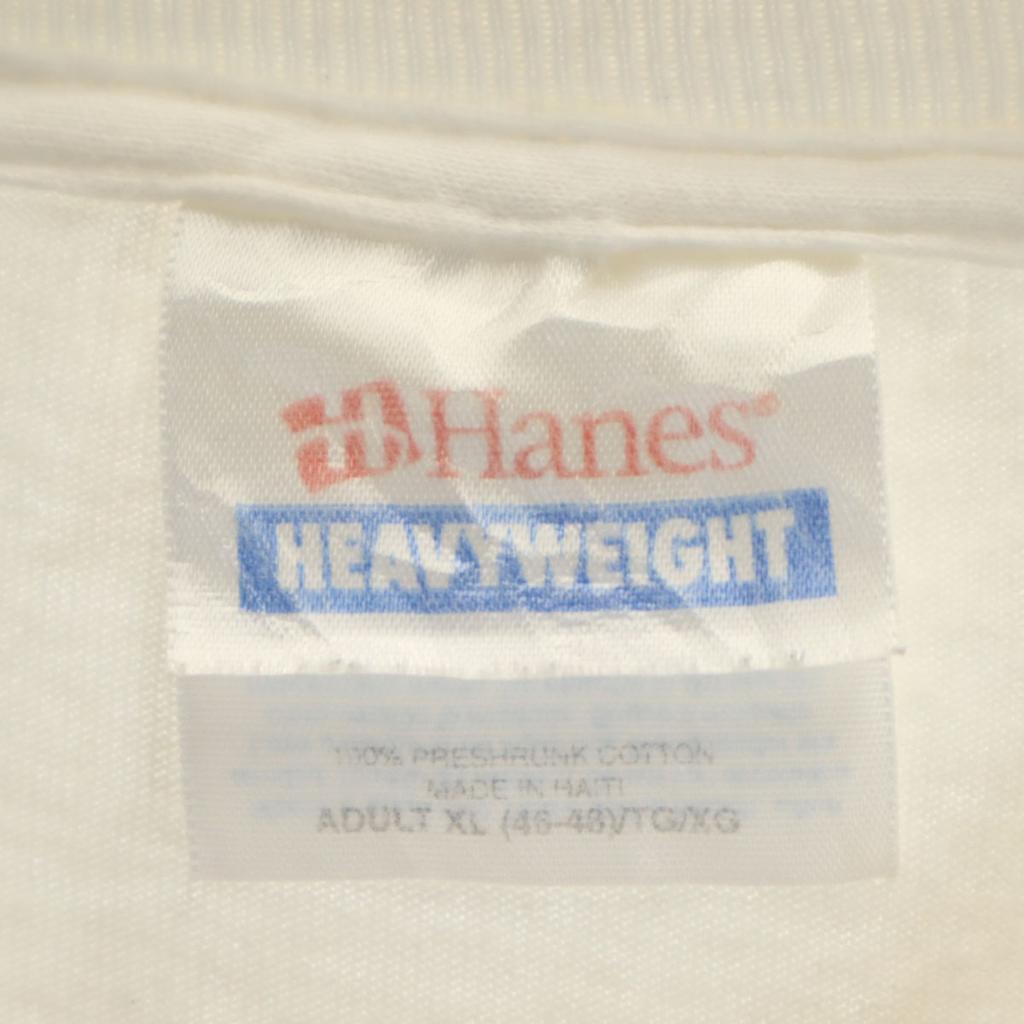 H Hanes®
HEAVYWEIGHT
100% PRESHRUNK COTTON
MADE IN HAITI
ADULT XL (46-48)/TG/XG